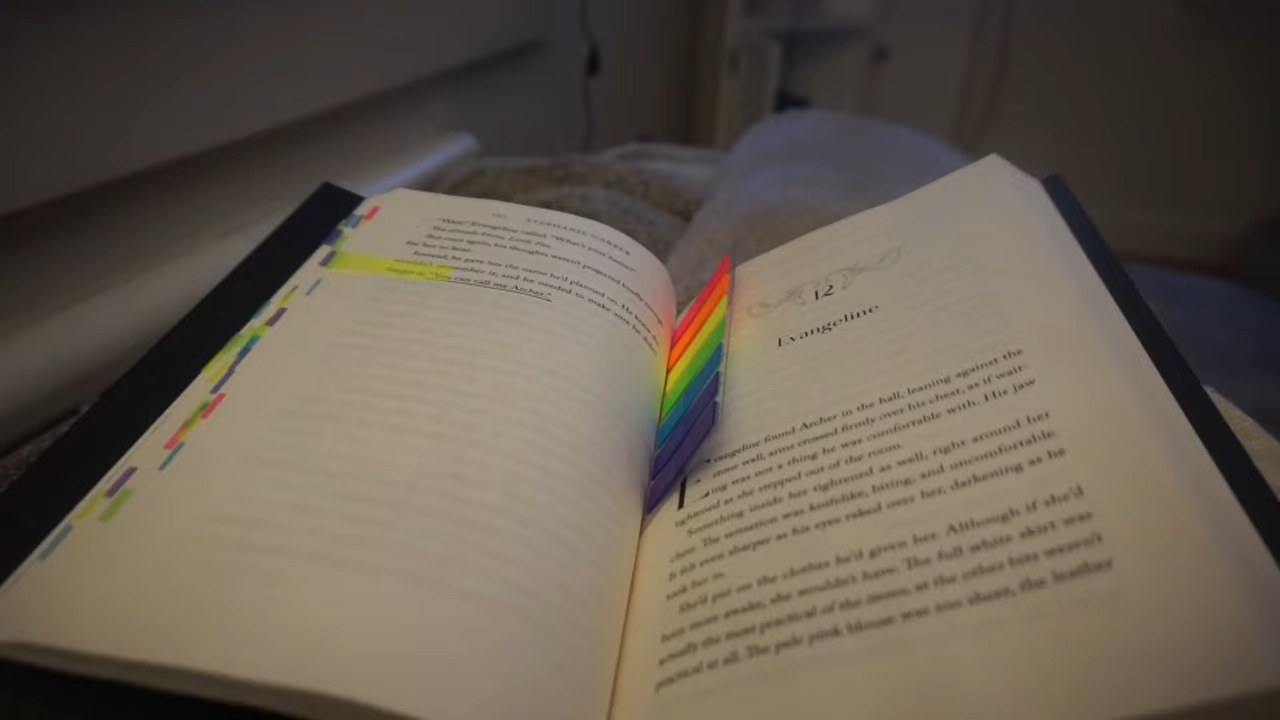 STEPHANIE GARBER
"Wait!" Evangeline called. "What's your name?"
But once again, his thoughts weren't projected loudly enough
for her to hear.
Instead, he gave her the name he'd planned on. He knew she
wouldn't remember it, and he needed to make sure he didn't
forget it. "You can call me Archer."
12
Evangeline
Evangeline found Archer in the hall, leaning against the
stone wall, arms crossed firmly over his chest, as if wait-
ing was not a thing he was comfortable with. His jaw
tightened as she stepped out of the room.
Something inside her tightened as well, right around her
chest. The sensation was knifelike, biting, and uncomfortable.
It felt even sharper as his eyes raked over her, darkening as he
took her in.
She'd put on the clothes he'd given her. Although if she'd
been more awake, she wouldn't have. The full white skirt was
actually the most practical of the items, as the other bits weren't
practical at all. The pale pink blouse was too sheer, the leather